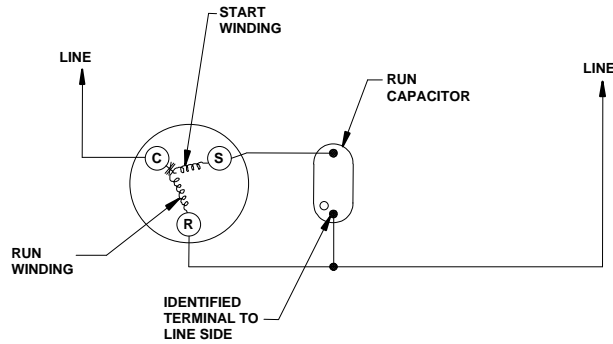 START
WINDING
LINE
RUN
CAPACITOR
LINE
C
S
R
RUN
WINDING
IDENTIFIED
TERMINAL TO
LINE SIDE